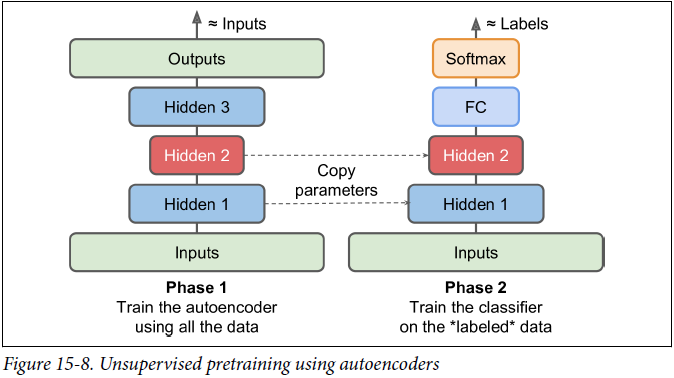 ≈ Inputs
Outputs
Hidden 3
Hidden 2
Hidden 1
Inputs
Copy
parameters
≈ Labels
Softmax
FC
Hidden 2
Hidden 1
Inputs
Phase 1
Train the autoencoder
using all the data
Phase 2
Train the classifier
on the *labeled* data
Figure 15-8. Unsupervised pretraining using autoencoders